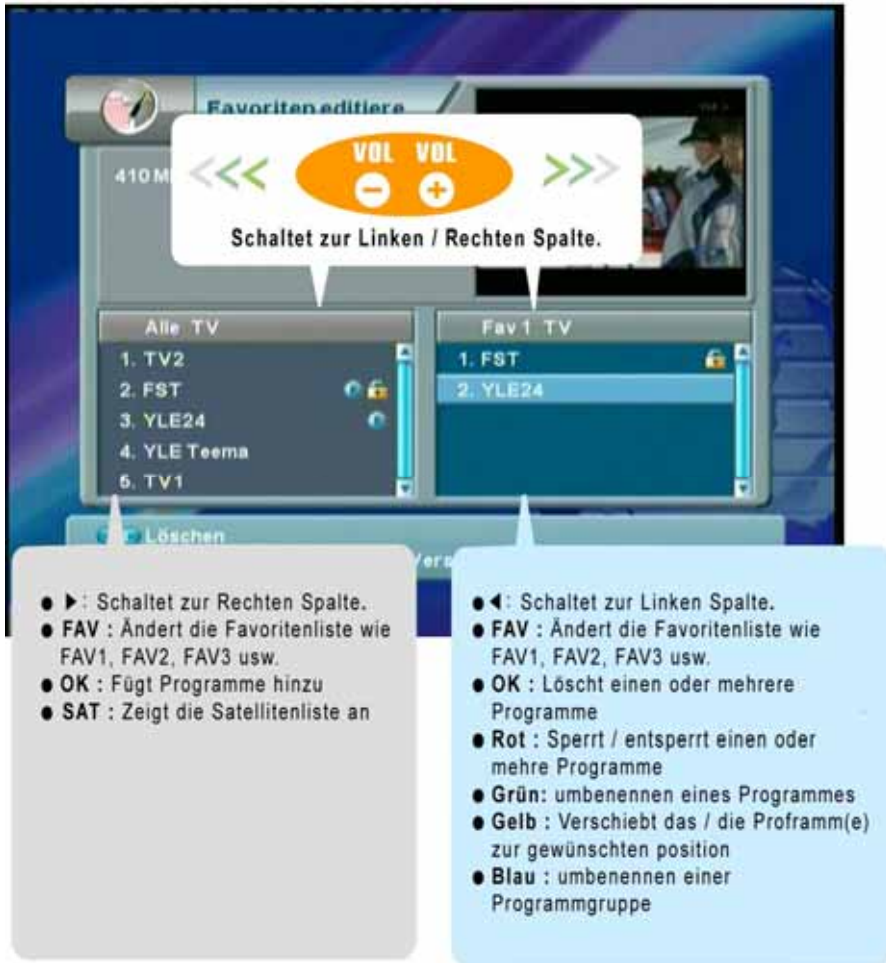 Favoriten editiere
410 M
VOL VOL
Schaltet zur Linken / Rechten Spalte.
Alle TV
1. TV2
2. FST
3. YLE24
4. YLE Teema
5. TV1
Fav 1 TV
1. FST
2. YLE24
Löschen
▶: Schaltet zur Rechten Spalte.
FAV : Ändert die Favoritenliste wie
FAV1, FAV2, FAV3 usw.
OK : Fügt Programme hinzu
SAT : Zeigt die Satellitenliste an
◀: Schaltet zur Linken Spalte.
FAV : Ändert die Favoritenliste wie
FAV1, FAV2, FAV3 usw.
OK : Löscht einen oder mehrere
Programme
Rot : Sperrt / entsperrt einen oder
mehre Programme
Grün: umbenennen eines Programmes
Gelb : Verschiebt das / die Proframm(e)
zur gewünschten position
Blau : umbenennen einer
Programmgruppe